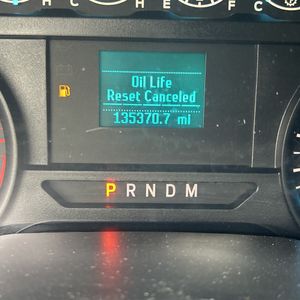 H C H E F C
Oil Life
Reset Canceled
135370.7 mi
P R N D M